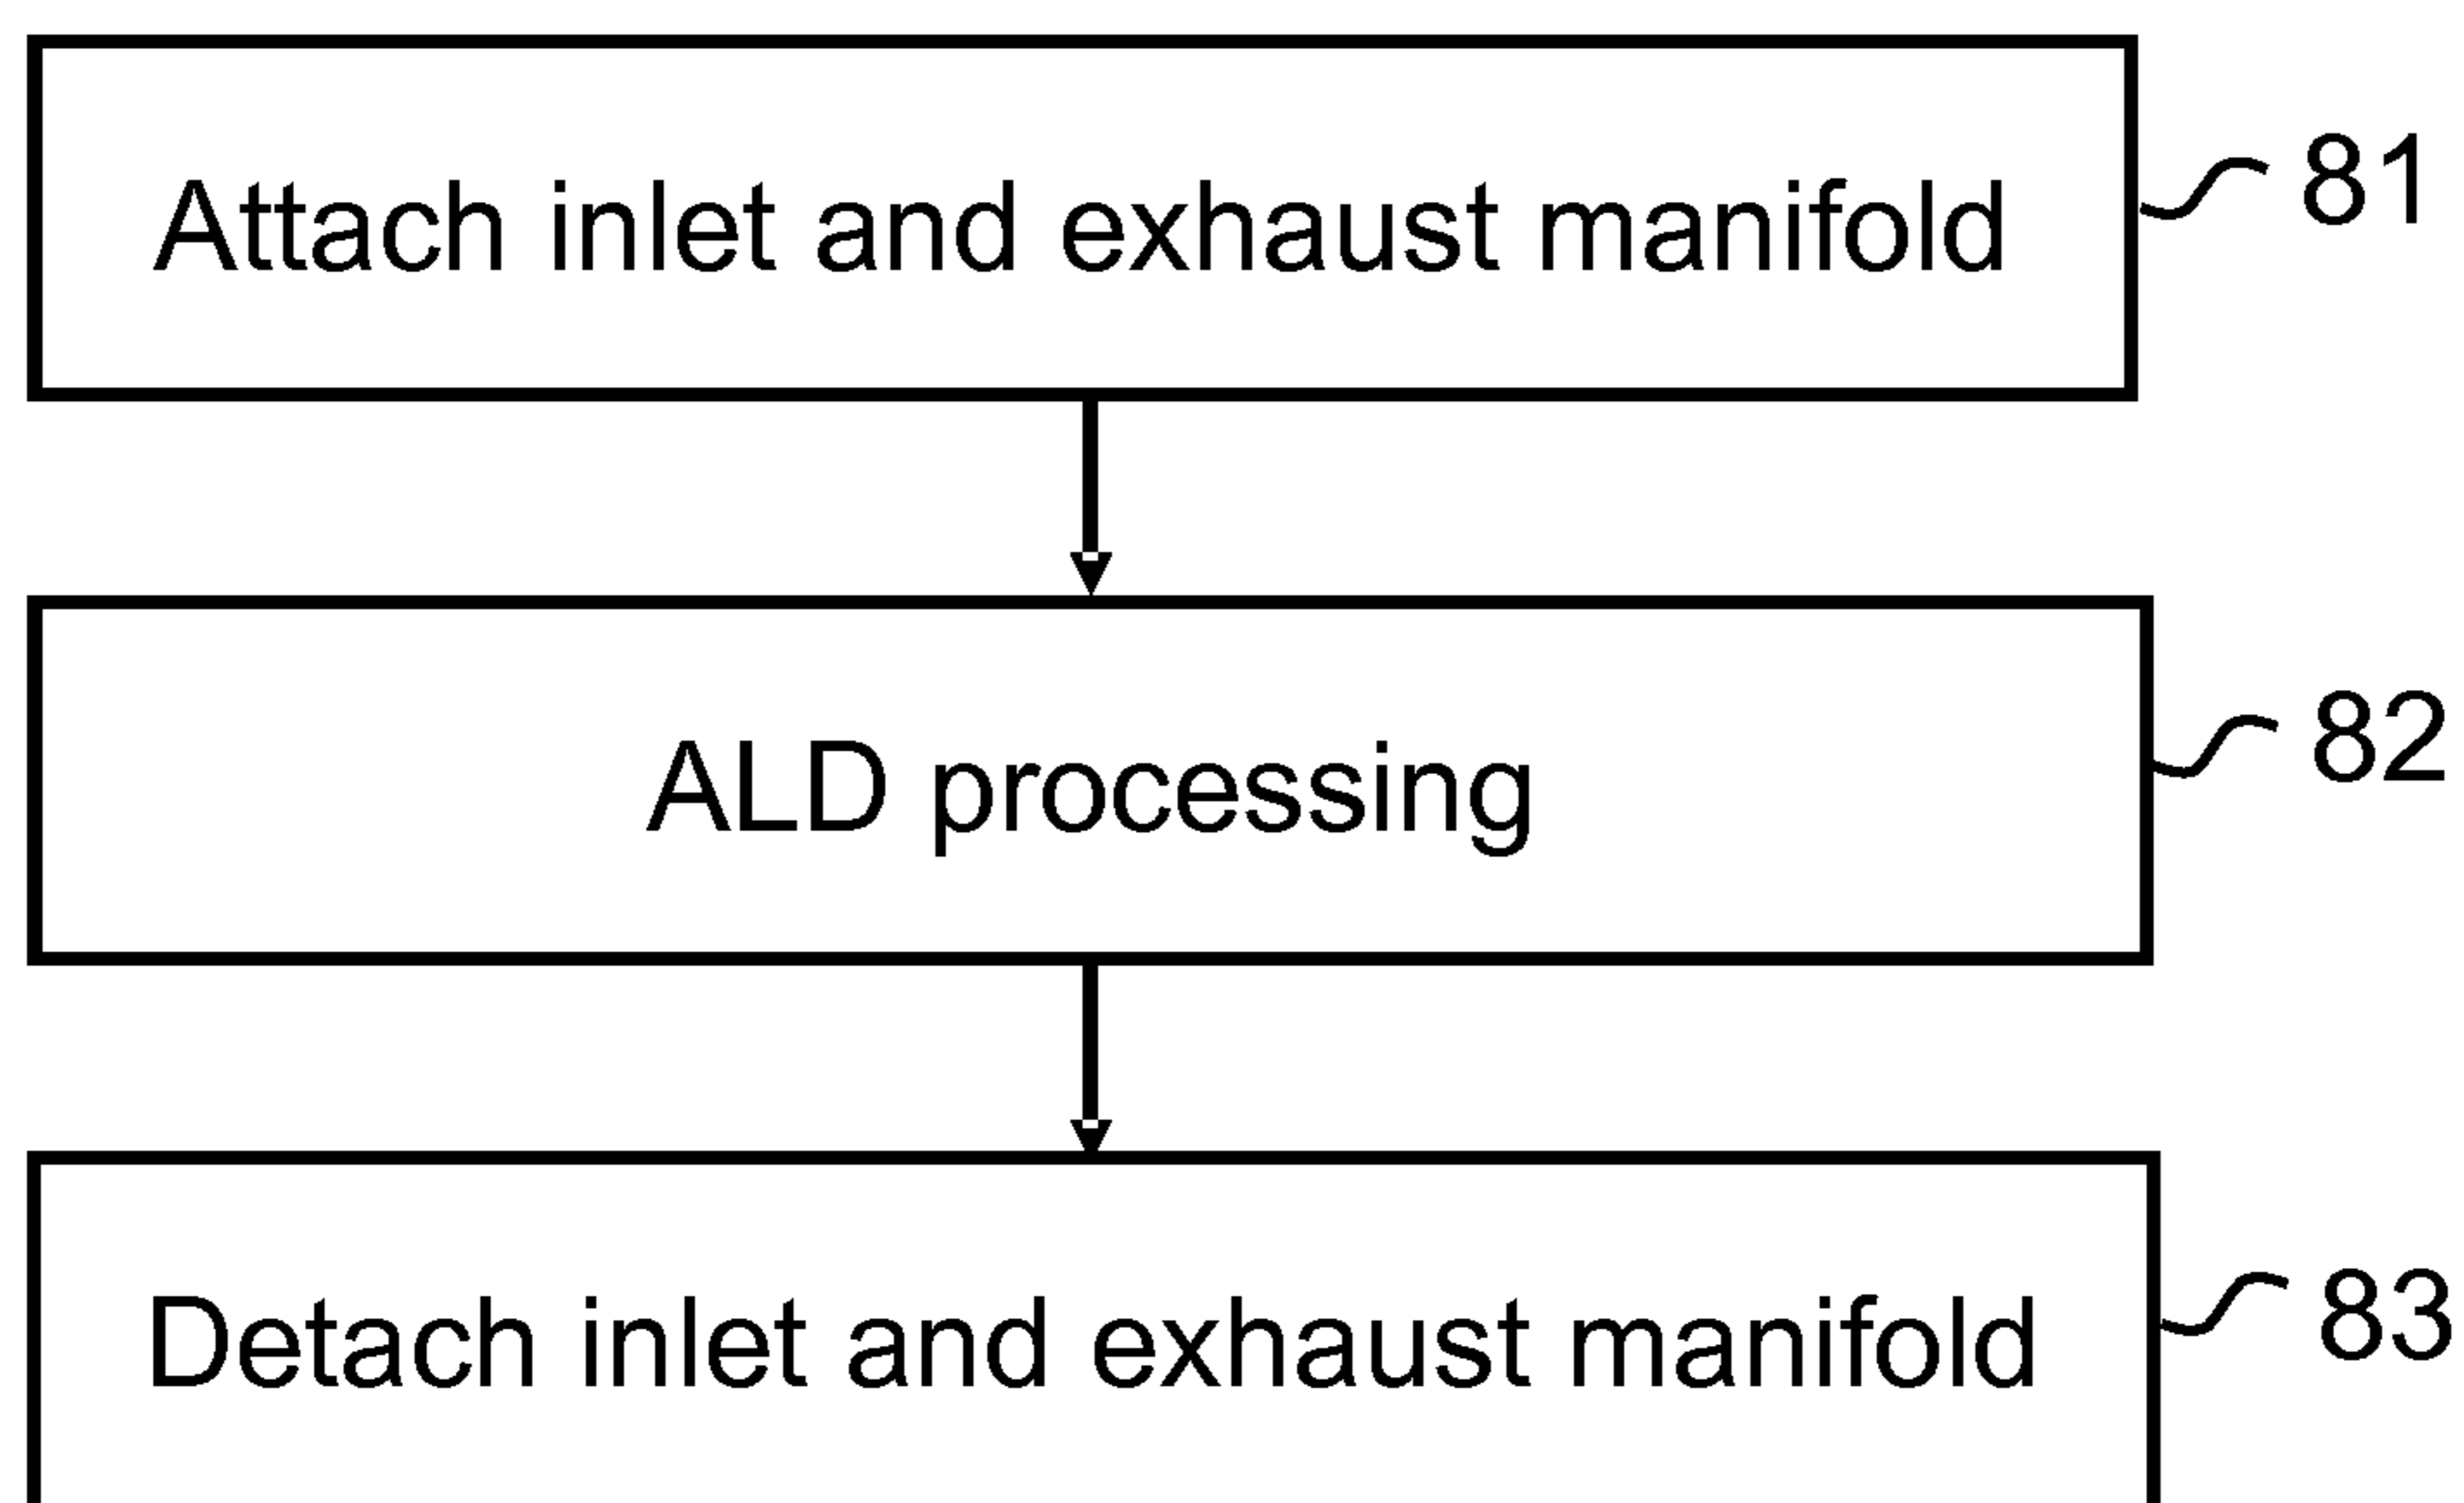 Attach inlet and exhaust manifold 81
ALD processing 82
Detach inlet and exhaust manifold 83